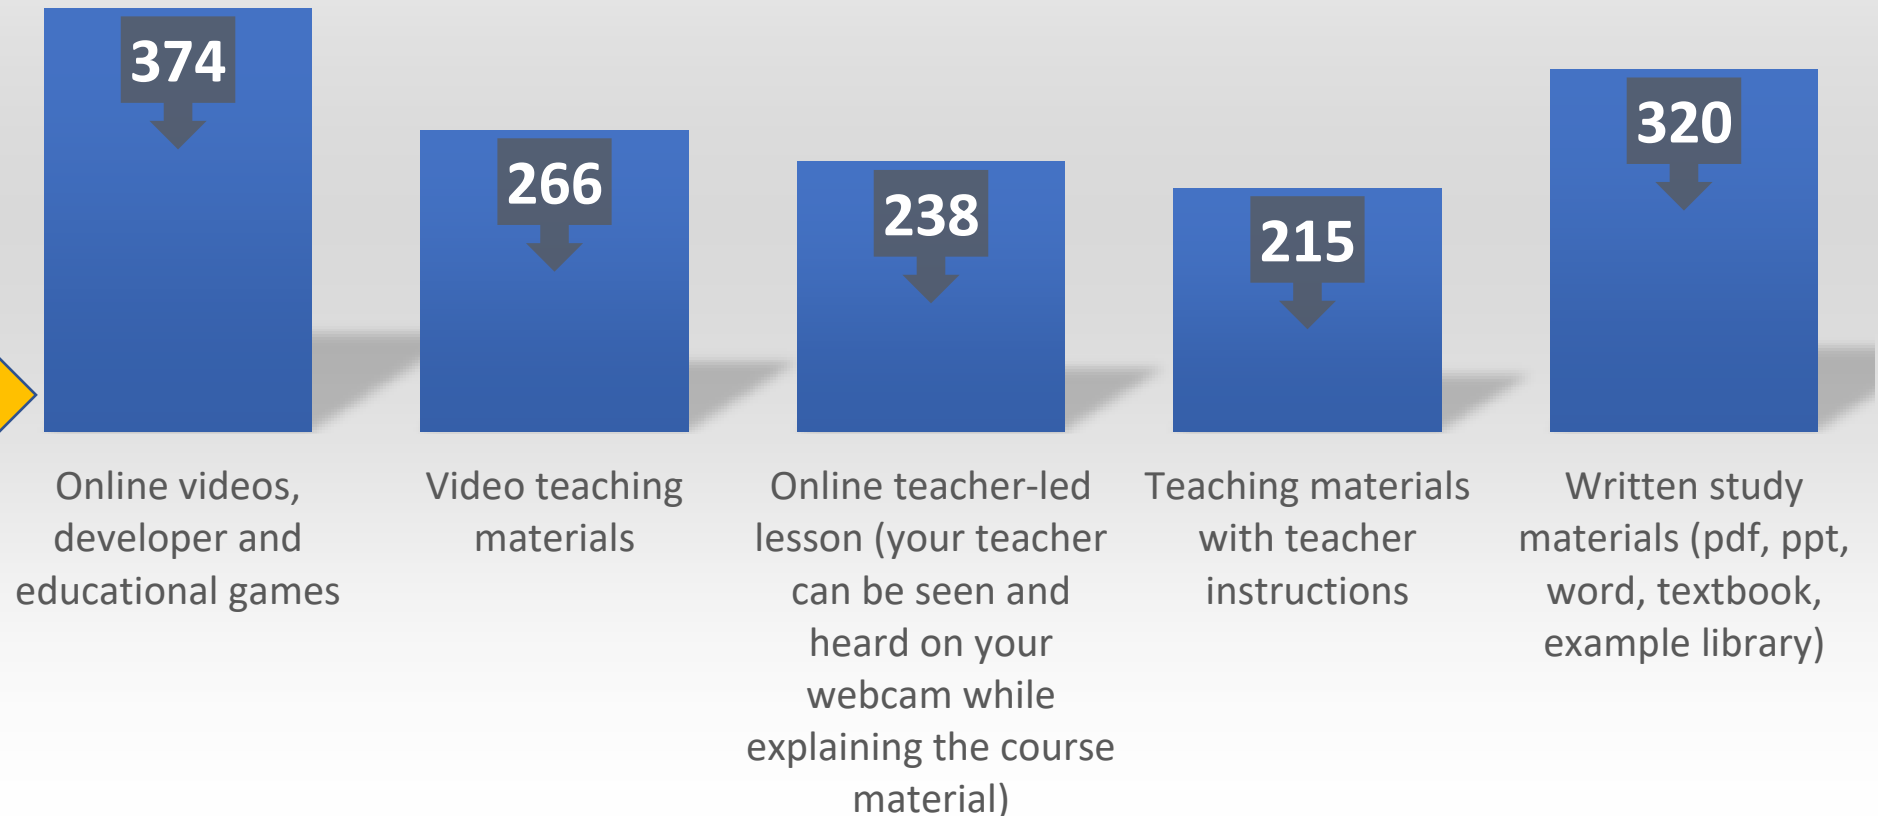 374
266
238
215
320
Online videos,
developer and
educational games
Video teaching
materials
Online teacher-led
lesson (your teacher
can be seen and
heard on your
webcam while
explaining the course
material)
Teaching materials
with teacher
instructions
Written study
materials (pdf, ppt,
word, textbook,
example library)